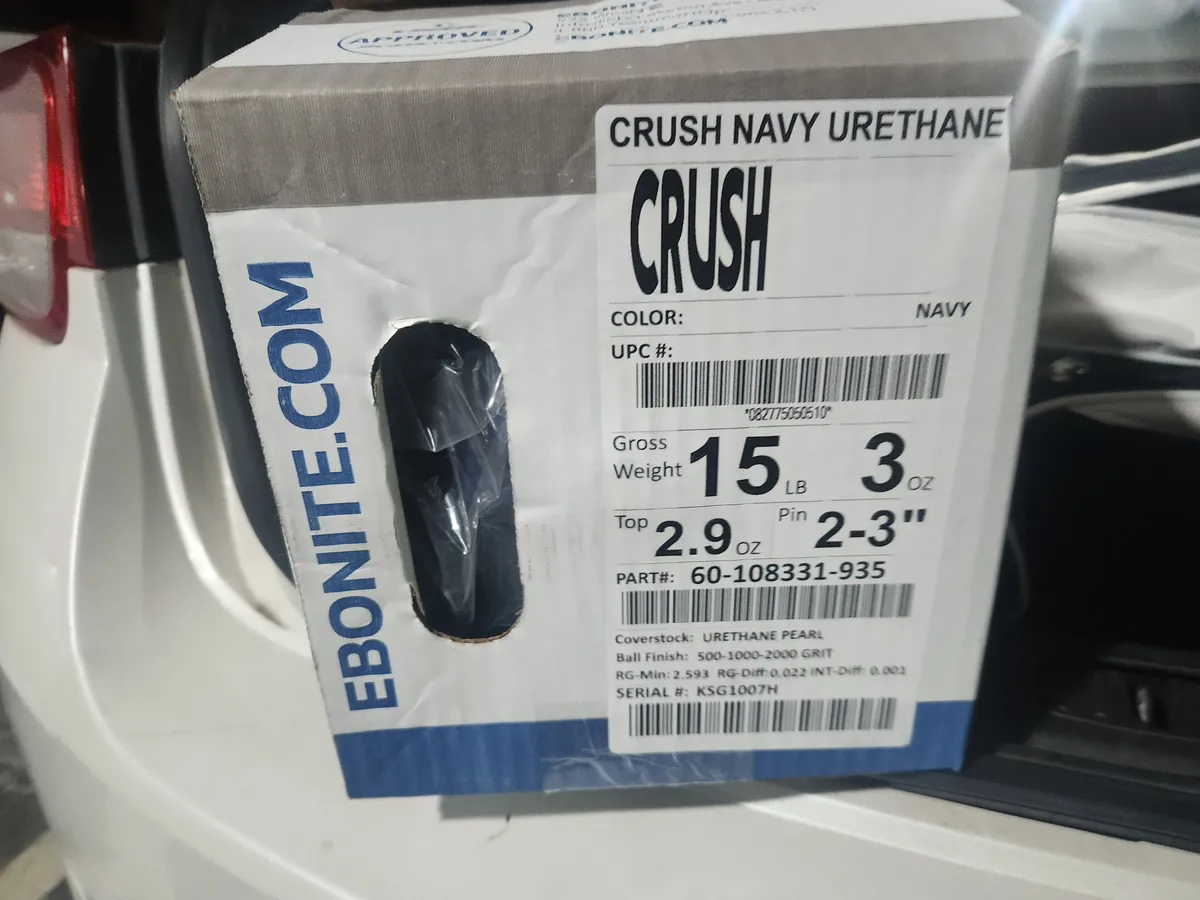 APPROVED
EBONITE.COM
EBONITE.COM
CRUSH NAVY URETHANE
CRUSH
COLOR: NAVY
UPC #:
*082775050510*
Gross Weight 15 LB 3 OZ
Top 2.9 OZ Pin 2-3"
PART#: 60-108331-935
Coverstock: URETHANE PEARL
Ball Finish: 500-1000-2000 GRIT
RG-Min: 2.593 RG-Diff:0.022 INT-Diff: 0.001
SERIAL #: KSG1007H